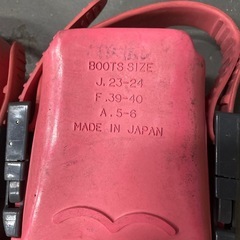 BOOTS SIZE
J. 23-24
F. 39-40
A. 5-6
MADE IN JAPAN